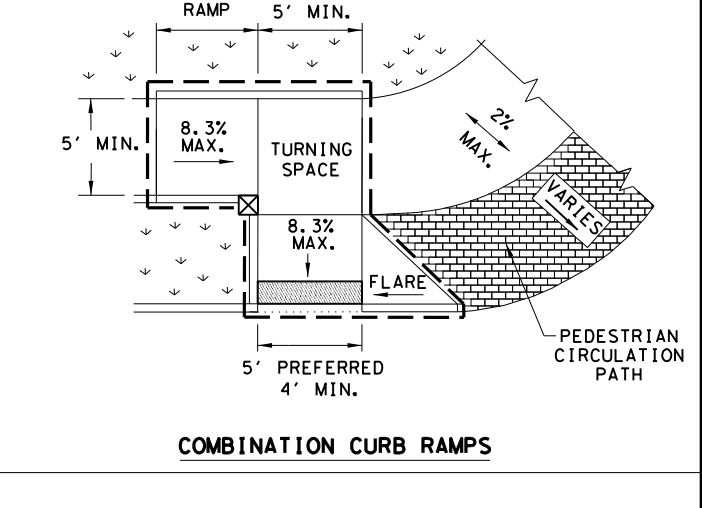 RAMP
5' MIN.
5' MIN.
8.3%
MAX.
TURNING
SPACE
2%
MAX.
VARIES
8.3%
MAX.
FLARE
5' PREFERRED
4' MIN.
PEDESTRIAN
CIRCULATION
PATH
COMBINATION CURB RAMPS